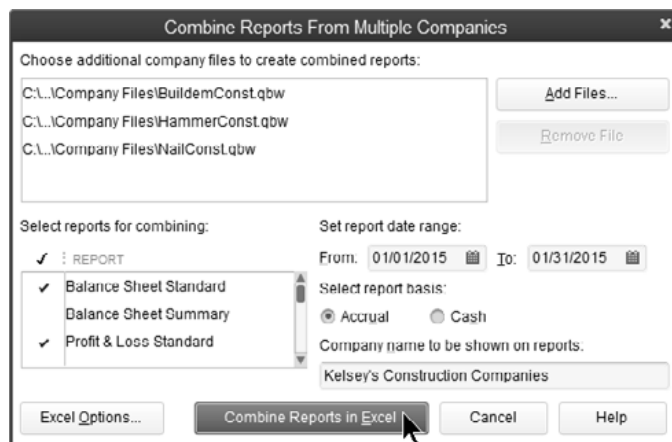 Combine Reports From Multiple Companies
x
Choose additional company files to create combined reports:
C:\...\Company Files\BuildemConst.qbw
C:\...\Company Files\HammerConst.qbw
C:\...\Company Files\NailConst.qbw
Add Files...
Remove File
Select reports for combining:
✓ REPORT
✓ Balance Sheet Standard
Balance Sheet Summary
✓ Profit & Loss Standard
Set report date range:
From: 01/01/2015 To: 01/31/2015
Select report basis:
Accrual Cash
Company name to be shown on reports:
Kelsey's Construction Companies
Excel Options... Combine Reports in Excel Cancel Help